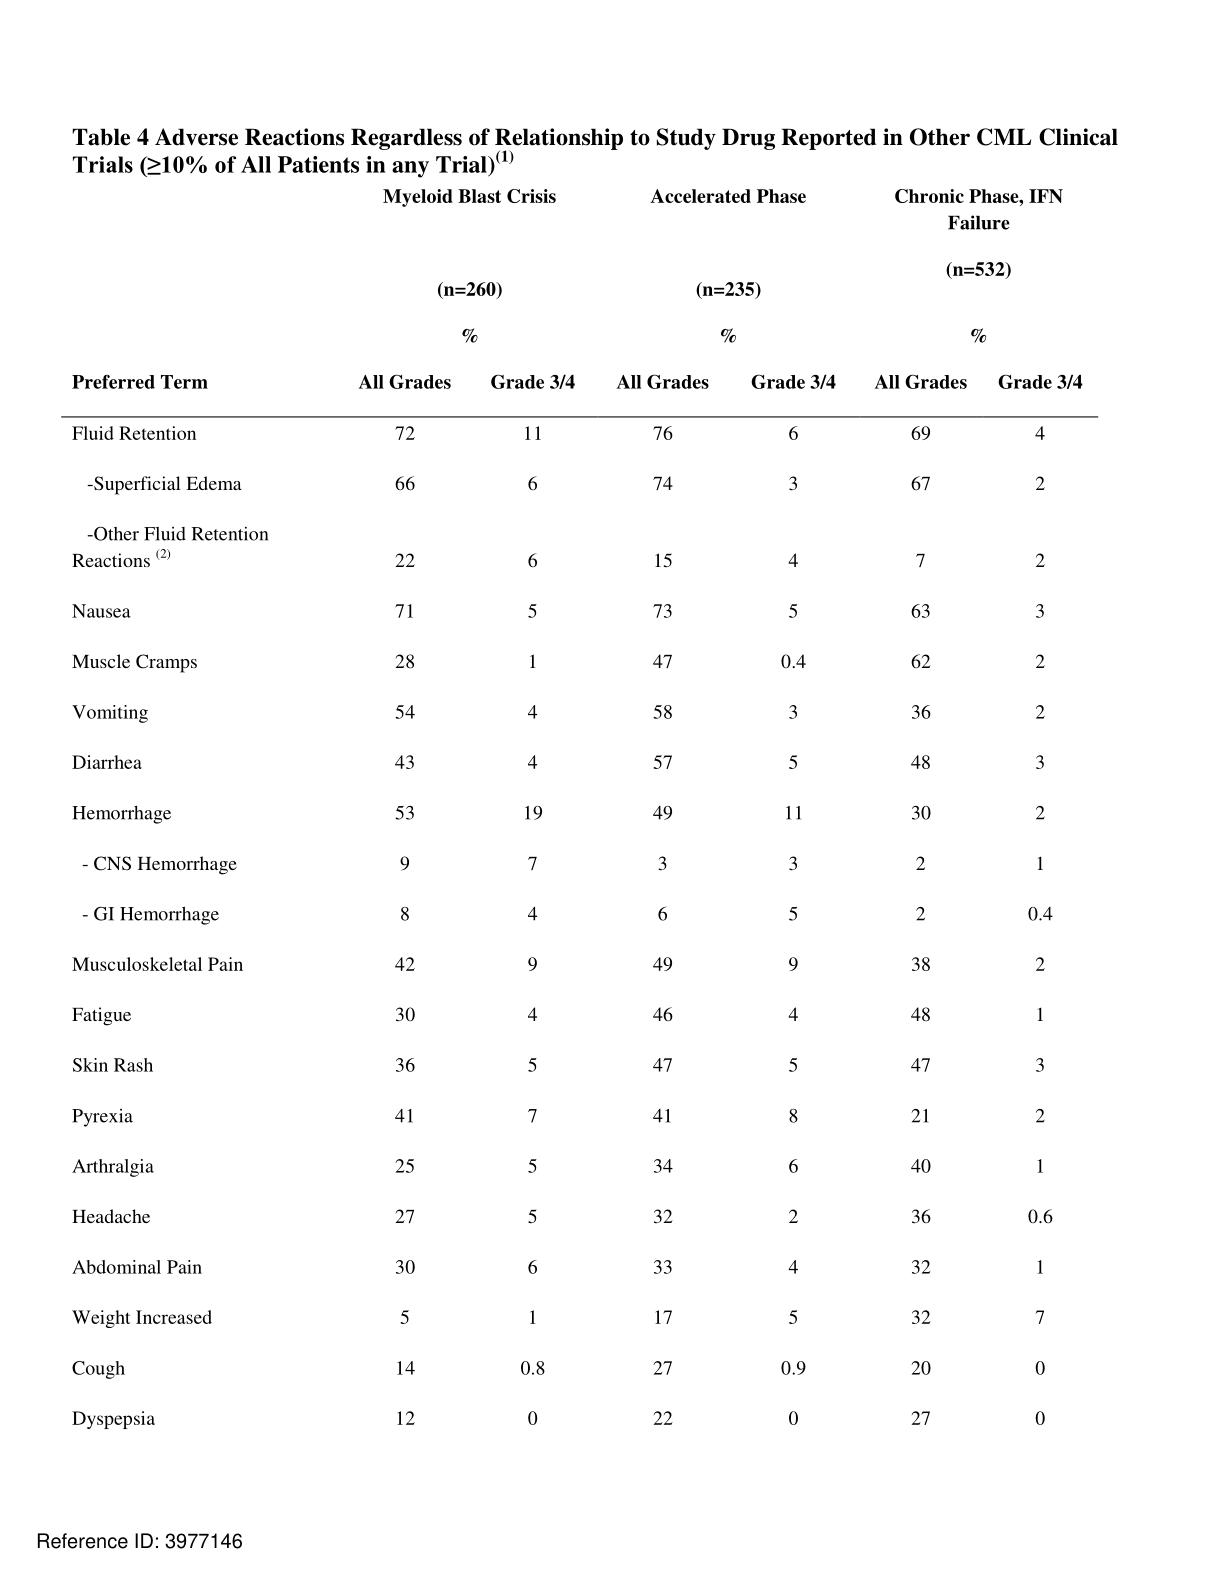 Table 4 Adverse Reactions Regardless of Relationship to Study Drug Reported in Other CML Clinical
Trials (≥10% of All Patients in any Trial)(1)
Myeloid Blast Crisis Accelerated Phase Chronic Phase, IFN
Failure
(n=532)
(n=260) (n=235)
% % %
Preferred Term All Grades Grade 3/4 All Grades Grade 3/4 All Grades Grade 3/4
Fluid Retention 72 11 76 6 69 4
-Superficial Edema 66 6 74 3 67 2
-Other Fluid Retention
Reactions (2) 22 6 15 4 7 2
Nausea 71 5 73 5 63 3
Muscle Cramps 28 1 47 0.4 62 2
Vomiting 54 4 58 3 36 2
Diarrhea 43 4 57 5 48 3
Hemorrhage 53 19 49 11 30 2
- CNS Hemorrhage 9 7 3 3 2 1
- GI Hemorrhage 8 4 6 5 2 0.4
Musculoskeletal Pain 42 9 49 9 38 2
Fatigue 30 4 46 4 48 1
Skin Rash 36 5 47 5 47 3
Pyrexia 41 7 41 8 21 2
Arthralgia 25 5 34 6 40 1
Headache 27 5 32 2 36 0.6
Abdominal Pain 30 6 33 4 32 1
Weight Increased 5 1 17 5 32 7
Cough 14 0.8 27 0.9 20 0
Dyspepsia 12 0 22 0 27 0
Reference ID: 3977146